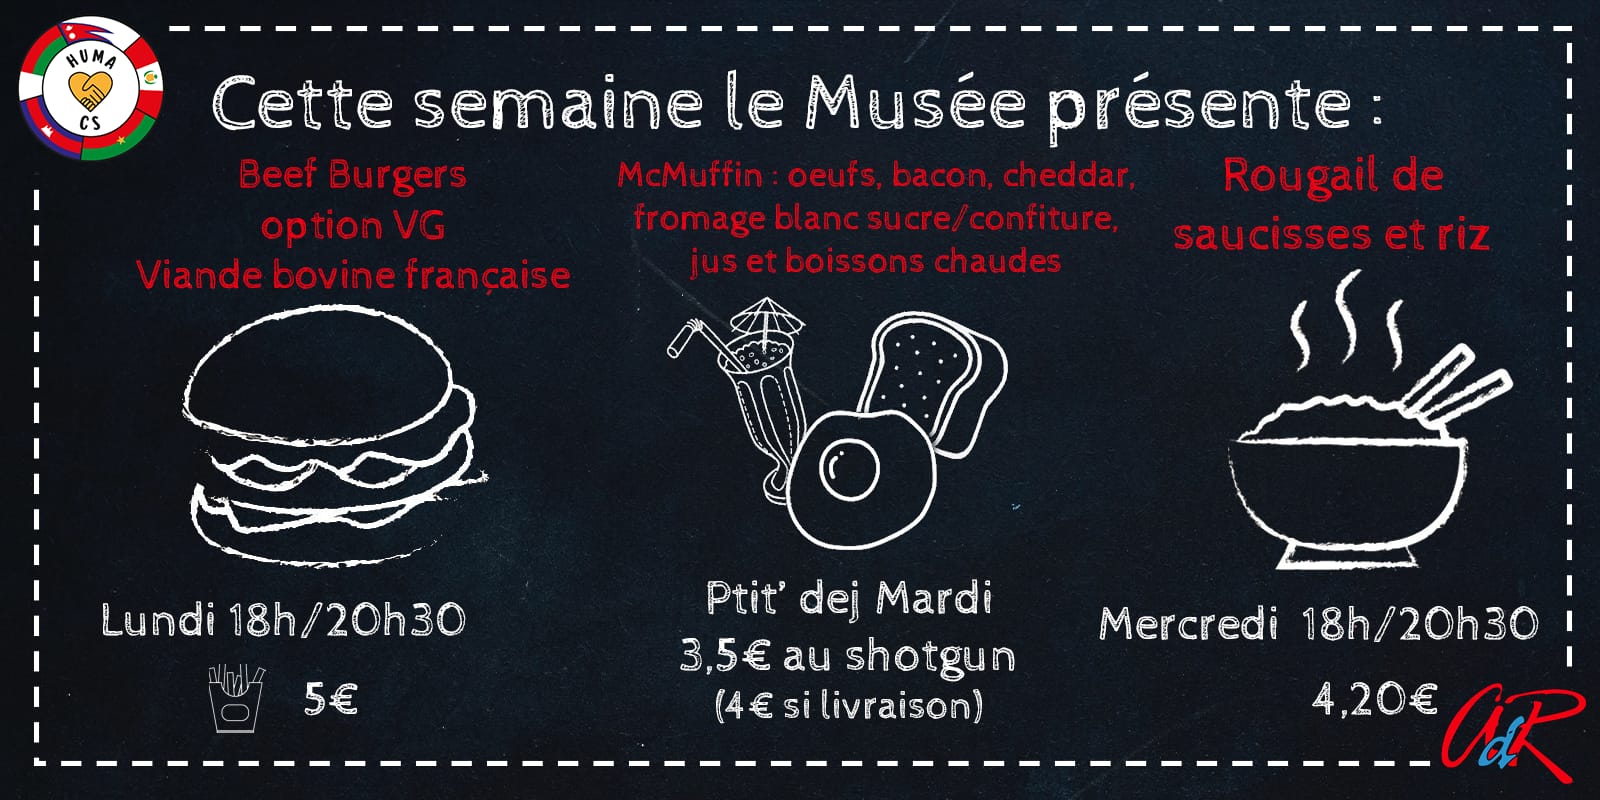 HUMA
CS
Cette semaine le Musée présente :
Beef Burgers
option VG
Viande bovine française
McMuffin : oeufs, bacon, cheddar,
fromage blanc sucre/confiture,
jus et boissons chaudes
Rougail de
saucisses et riz
Lundi 18h/20h30
5€
Ptit' dej Mardi
3,5€ au shotgun
(4€ si livraison)
Mercredi 18h/20h30
4,20€
AdR